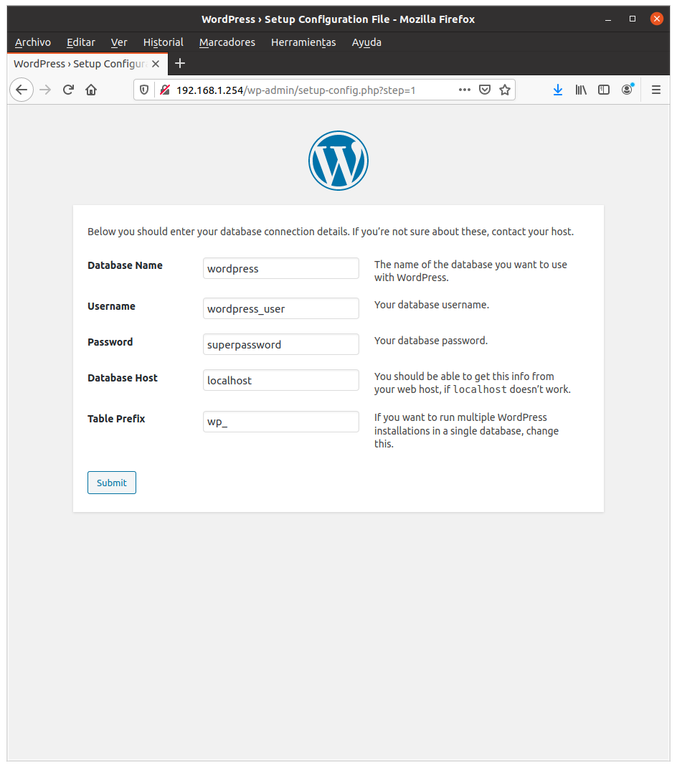 WordPress › Setup Configuration File - Mozilla Firefox
Archivo Editar Ver Historial Marcadores Herramientas Ayuda
WordPress › Setup Configur
192.168.1.254/wp-admin/setup-config.php?step=1
Below you should enter your database connection details. If you're not sure about these, contact your host.
Database Name wordpress The name of the database you want to use
with WordPress.
Username wordpress_user Your database username.
Password superpassword Your database password.
Database Host localhost You should be able to get this info from
your web host, if localhost doesn't work.
Table Prefix wp_ If you want to run multiple WordPress
installations in a single database, change
this.
Submit